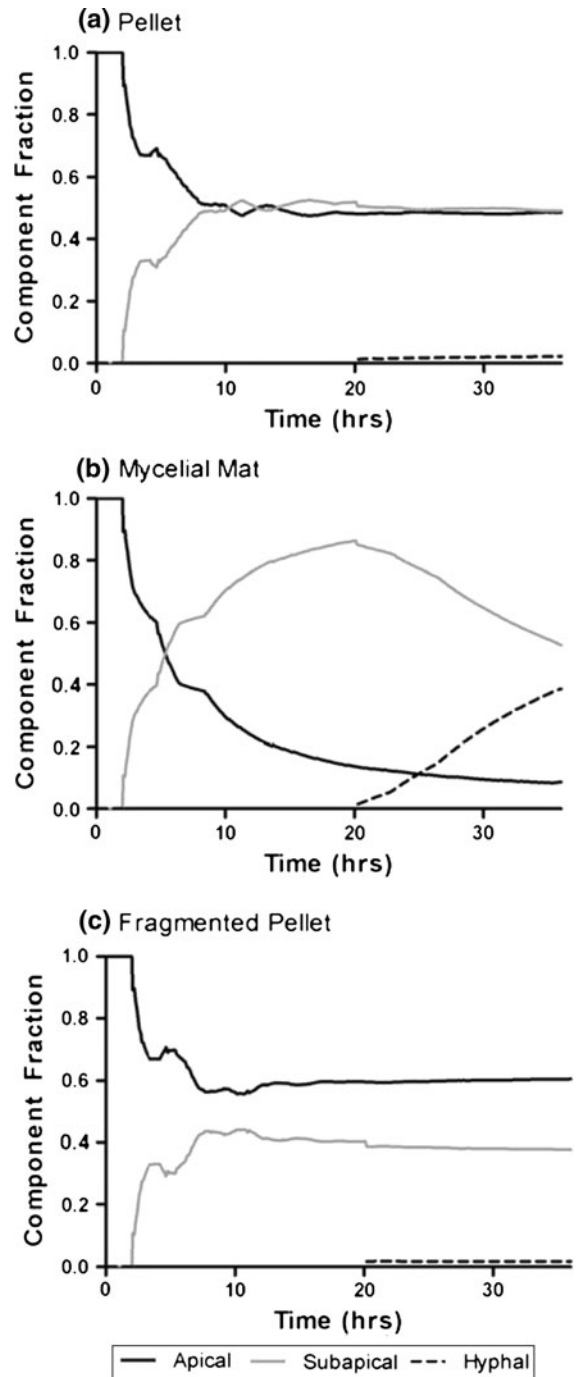 (a) Pellet
Component Fraction
1.0
0.8
0.6
0.4
0.2
0.0
0 10 20 30
Time (hrs)
(b) Mycelial Mat
Component Fraction
1.0
0.8
0.6
0.4
0.2
0.0
0 10 20 30
Time (hrs)
(c) Fragmented Pellet
Component Fraction
1.0
0.8
0.6
0.4
0.2
0.0
0 10 20 30
Time (hrs)
Apical Subapical Hyphal